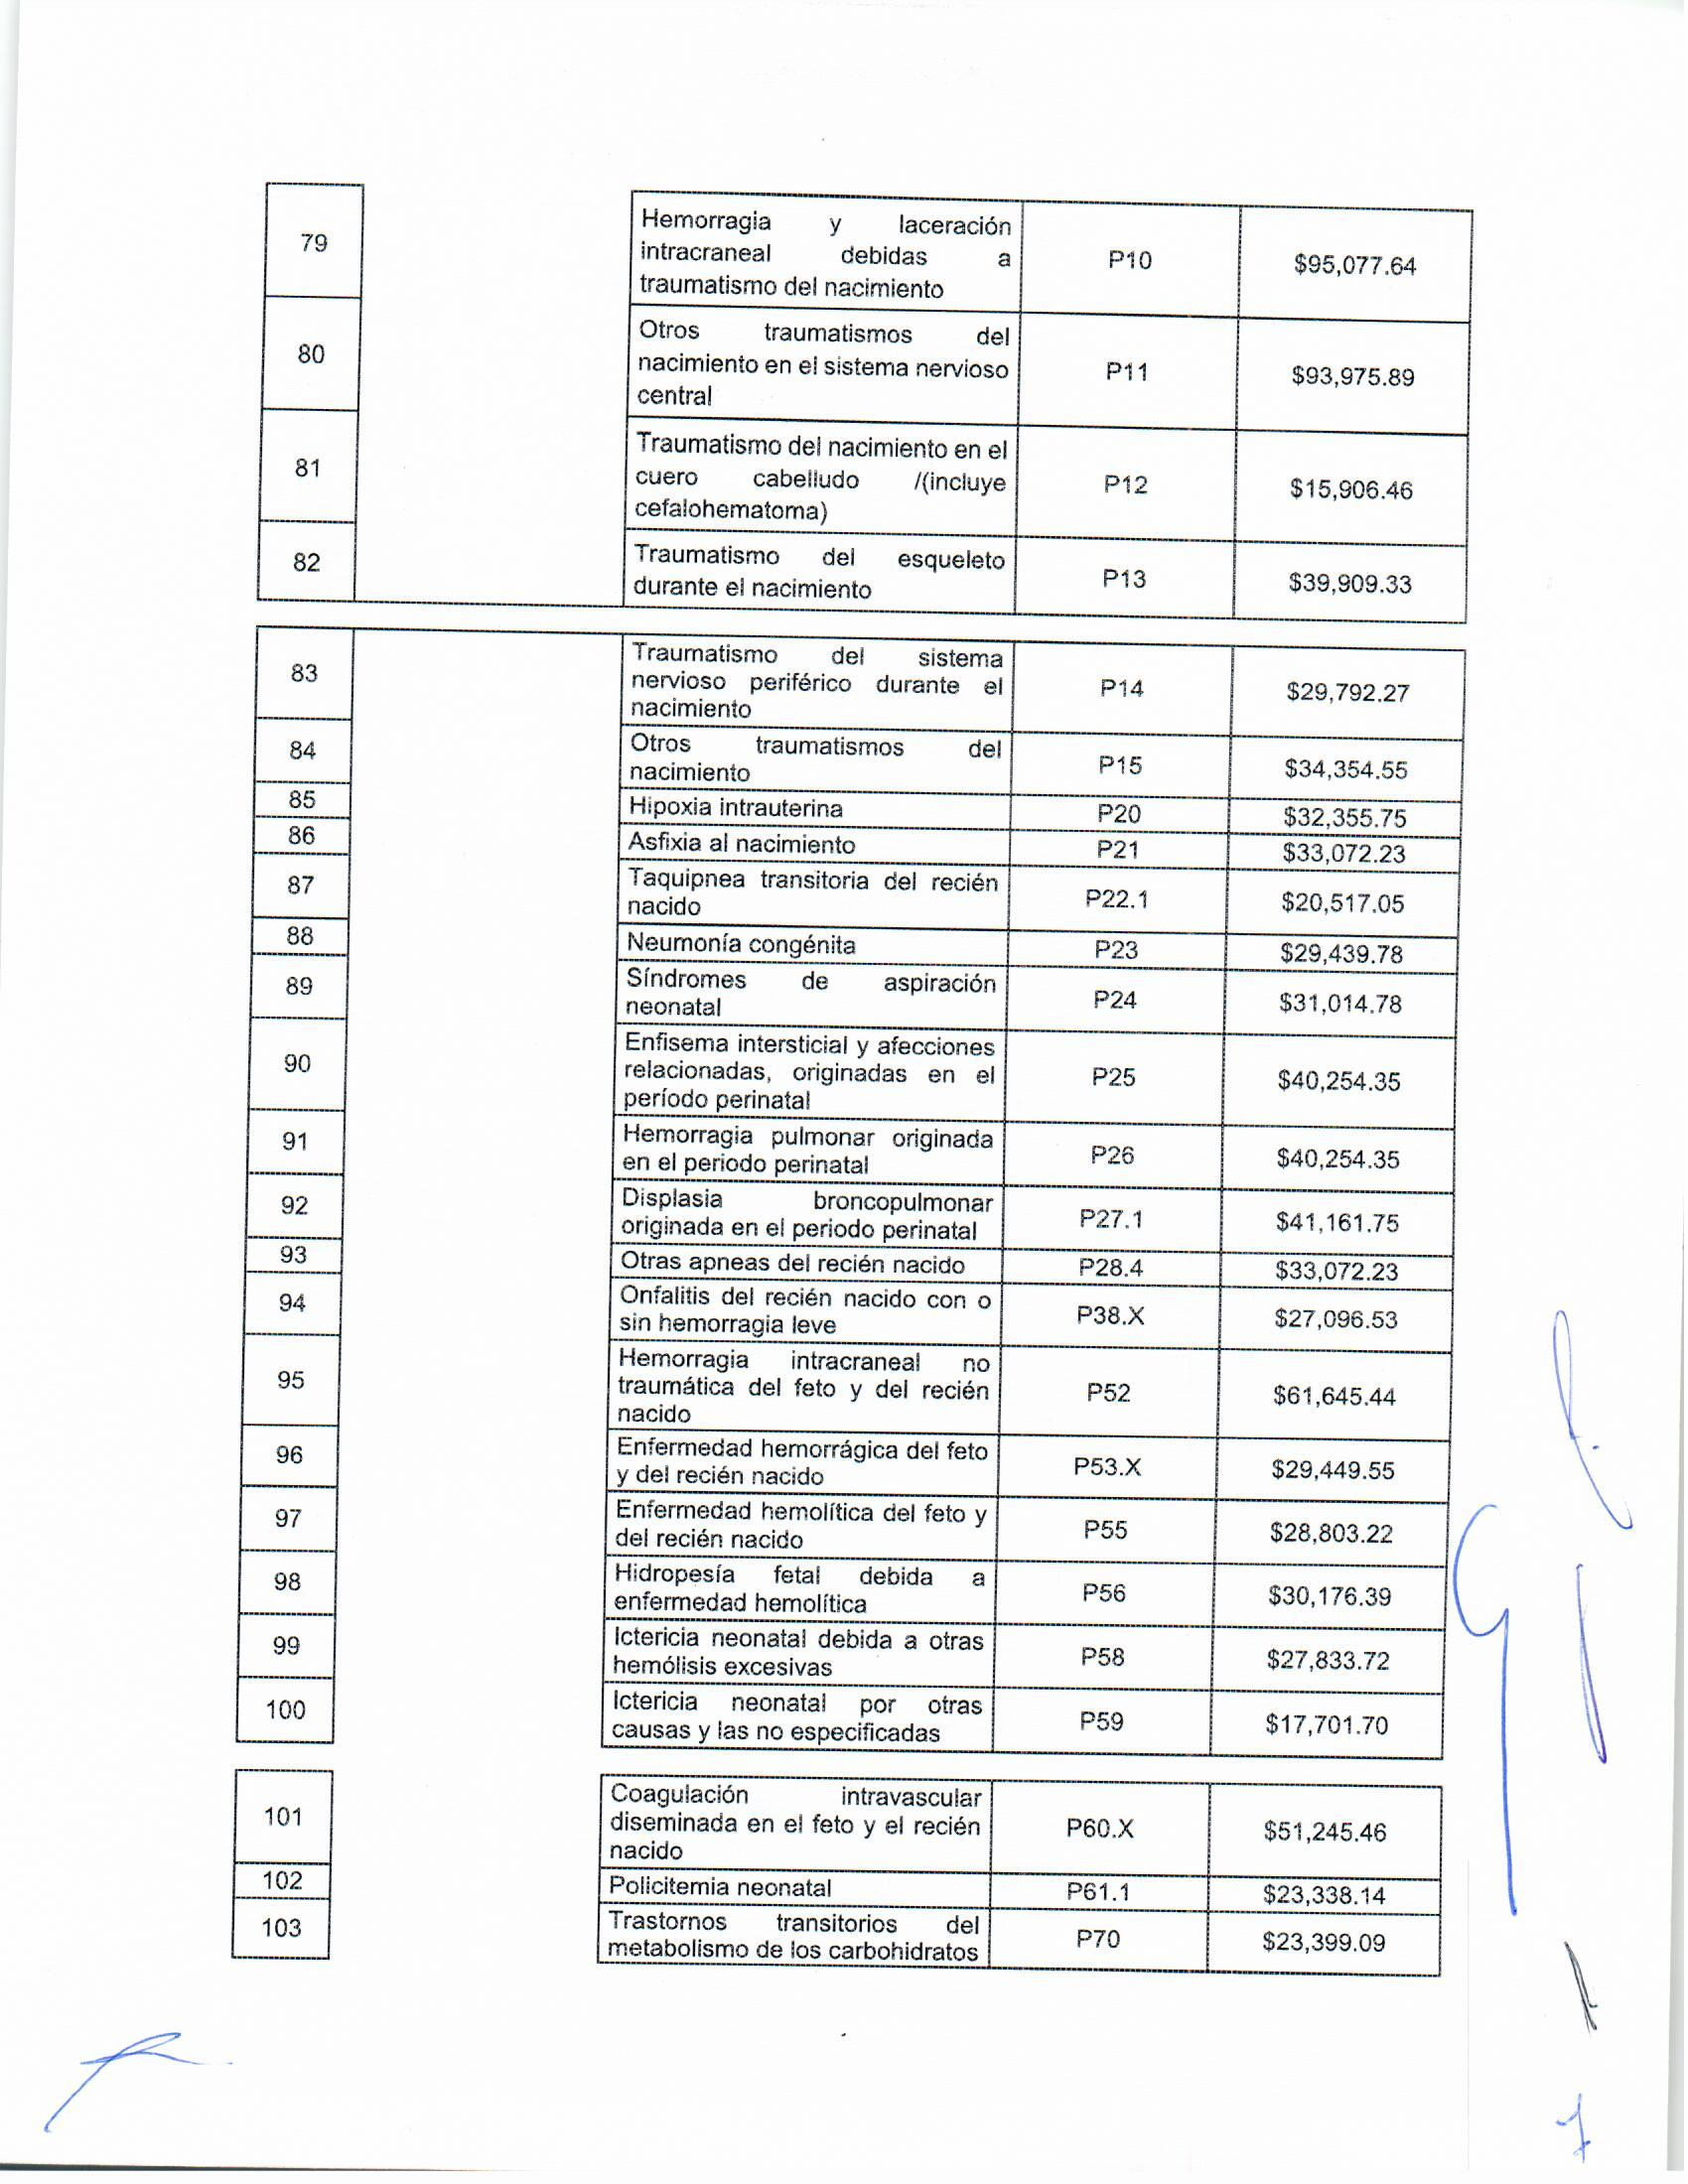 79
Hemorragia y laceración
intracraneal debidas a
traumatismo del nacimiento
P10
$95,077.64
80
Otros traumatismos del
nacimiento en el sistema nervioso
central
P11
$93,975.89
81
Traumatismo del nacimiento en el
cuero cabelludo /(incluye
cefalohematoma)
P12
$15,906.46
82
Traumatismo del esqueleto
durante el nacimiento
P13
$39,909.33
83
Traumatismo del sistema
nervioso periférico durante el
nacimiento
P14
$29,792.27
84
Otros traumatismos del
nacimiento
P15
$34,354.55
85
Hipoxia intrauterina
P20
$32,355.75
86
Asfixia al nacimiento
P21
$33,072.23
87
Taquipnea transitoria del recién
nacido
P22.1
$20,517.05
88
Neumonía congénita
P23
$29,439.78
89
Síndromes de aspiración
neonatal
P24
$31,014.78
90
Enfisema intersticial y afecciones
relacionadas, originadas en el
período perinatal
P25
$40,254.35
91
Hemorragia pulmonar originada
en el periodo perinatal
P26
$40,254.35
92
Displasia broncopulmonar
originada en el periodo perinatal
P27.1
$41,161.75
93
Otras apneas del recién nacido
P28.4
$33,072.23
94
Onfalitis del recién nacido con o
sin hemorragia leve
P38.X
$27,096.53
95
Hemorragia intracraneal no
traumática del feto y del recién
nacido
P52
$61,645.44
96
Enfermedad hemorrágica del feto
y del recién nacido
P53.X
$29,449.55
97
Enfermedad hemolítica del feto y
del recién nacido
P55
$28,803.22
98
Hidropesía fetal debida a
enfermedad hemolítica
P56
$30,176.39
99
Ictericia neonatal debida a otras
hemólisis excesivas
P58
$27,833.72
100
Ictericia neonatal por otras
causas y las no especificadas
P59
$17,701.70
101
Coagulación intravascular
diseminada en el feto y el recién
nacido
P60.X
$51,245.46
102
Policitemia neonatal
P61.1
$23,338.14
103
Trastornos transitorios del
metabolismo de los carbohidratos
P70
$23,399.09